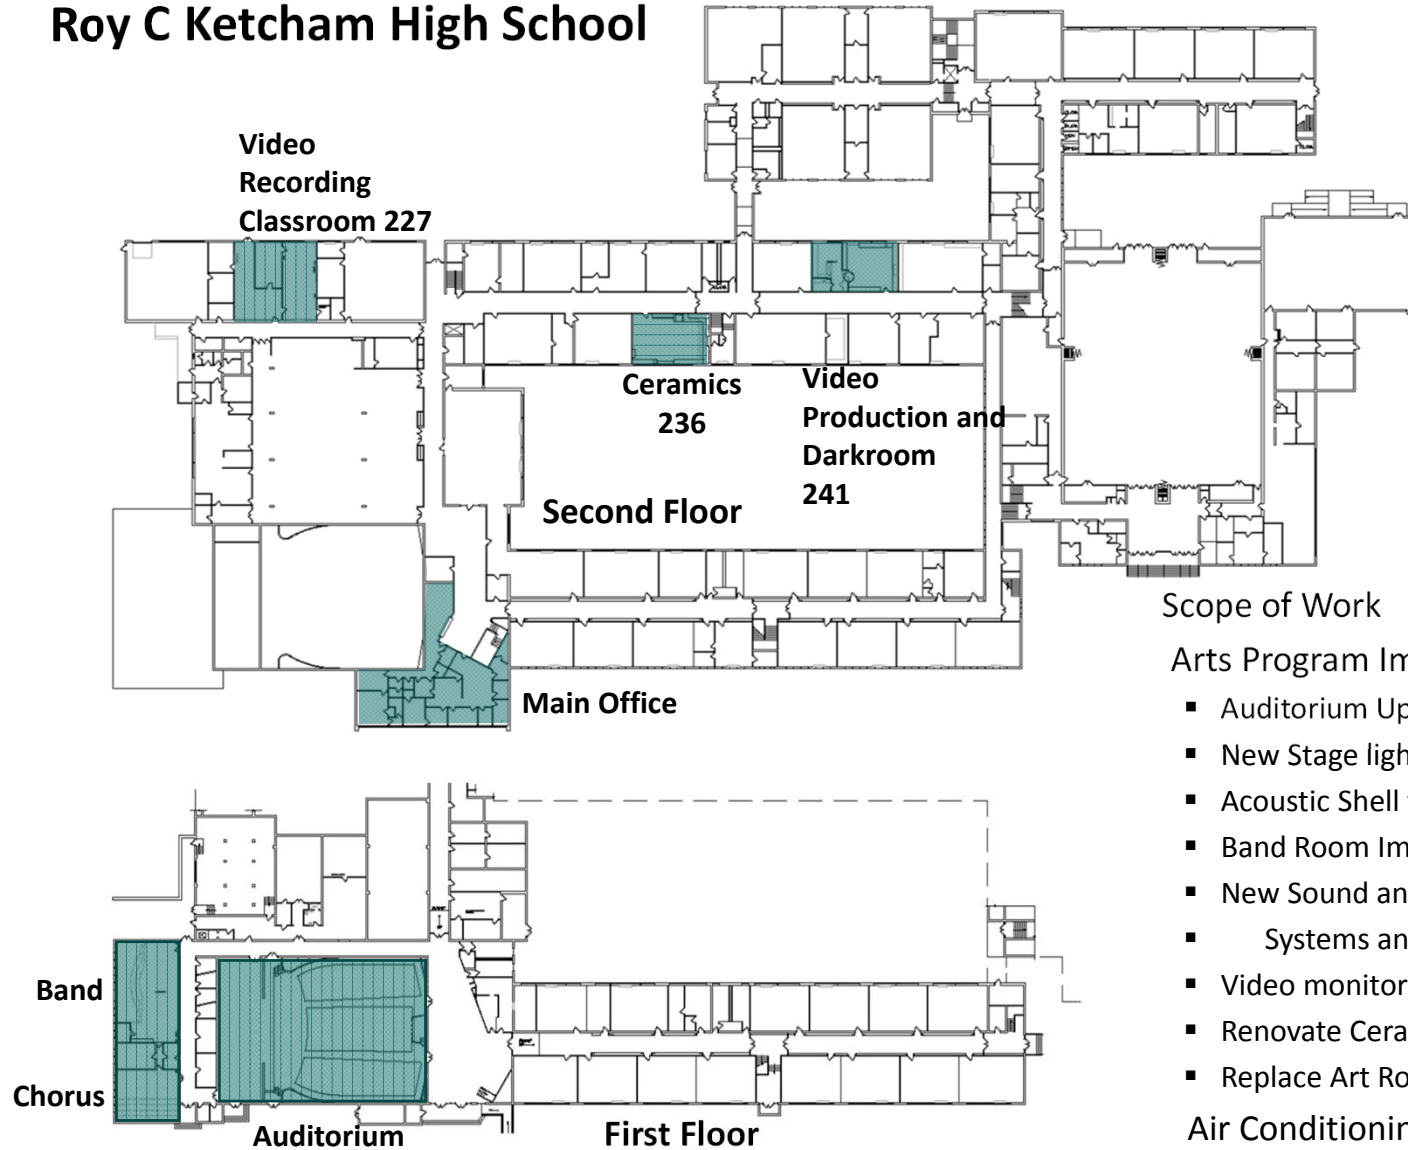 Roy C Ketcham High School
Video
Recording
Classroom 227
Ceramics
236
Video
Production and
Darkroom
241
Second Floor
Main Office
Scope of Work
Arts Program Im
▪ Auditorium Up
▪ New Stage ligh
▪ Acoustic Shell
▪ Band Room Im
▪ New Sound an
▪ Systems an
▪ Video monitor
▪ Renovate Cera
▪ Replace Art Ro
Air Conditionin
Band
Chorus
Auditorium
First Floor